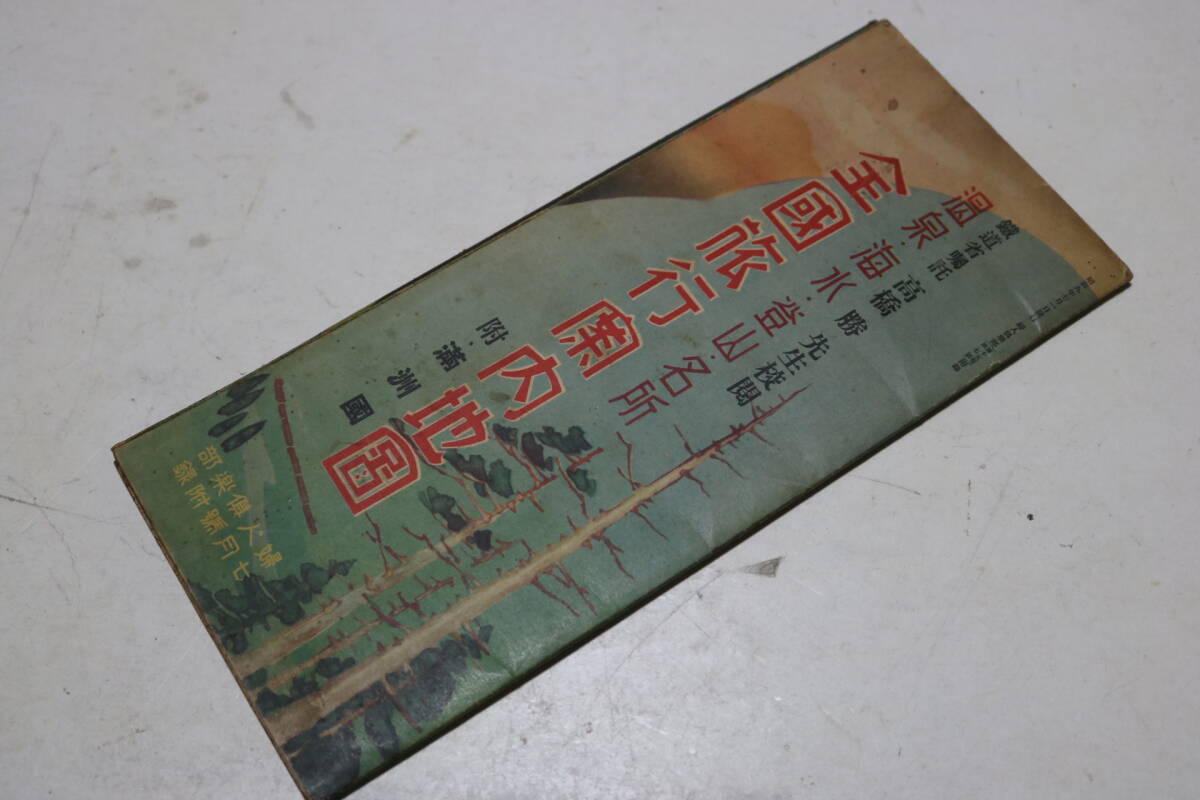 鐵道省囑託 高橋勝先生校閲
温泉·海水·登山·名所
全國旅行案内地圖
附·滿洲國
婦人俱楽部
七月號附錄